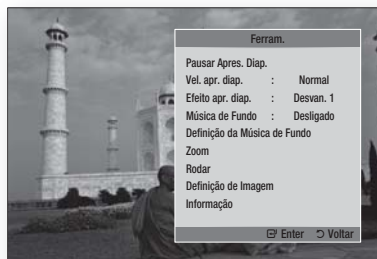 Ferram.
Pausar Apres. Diap.
Vel. apr. diap. : Normal
Efeito apr. diap. : Desvan. 1
Música de Fundo : Desligado
Definição da Música de Fundo
Zoom
Rodar
Definição de Imagem
Informação
Enter Voltar